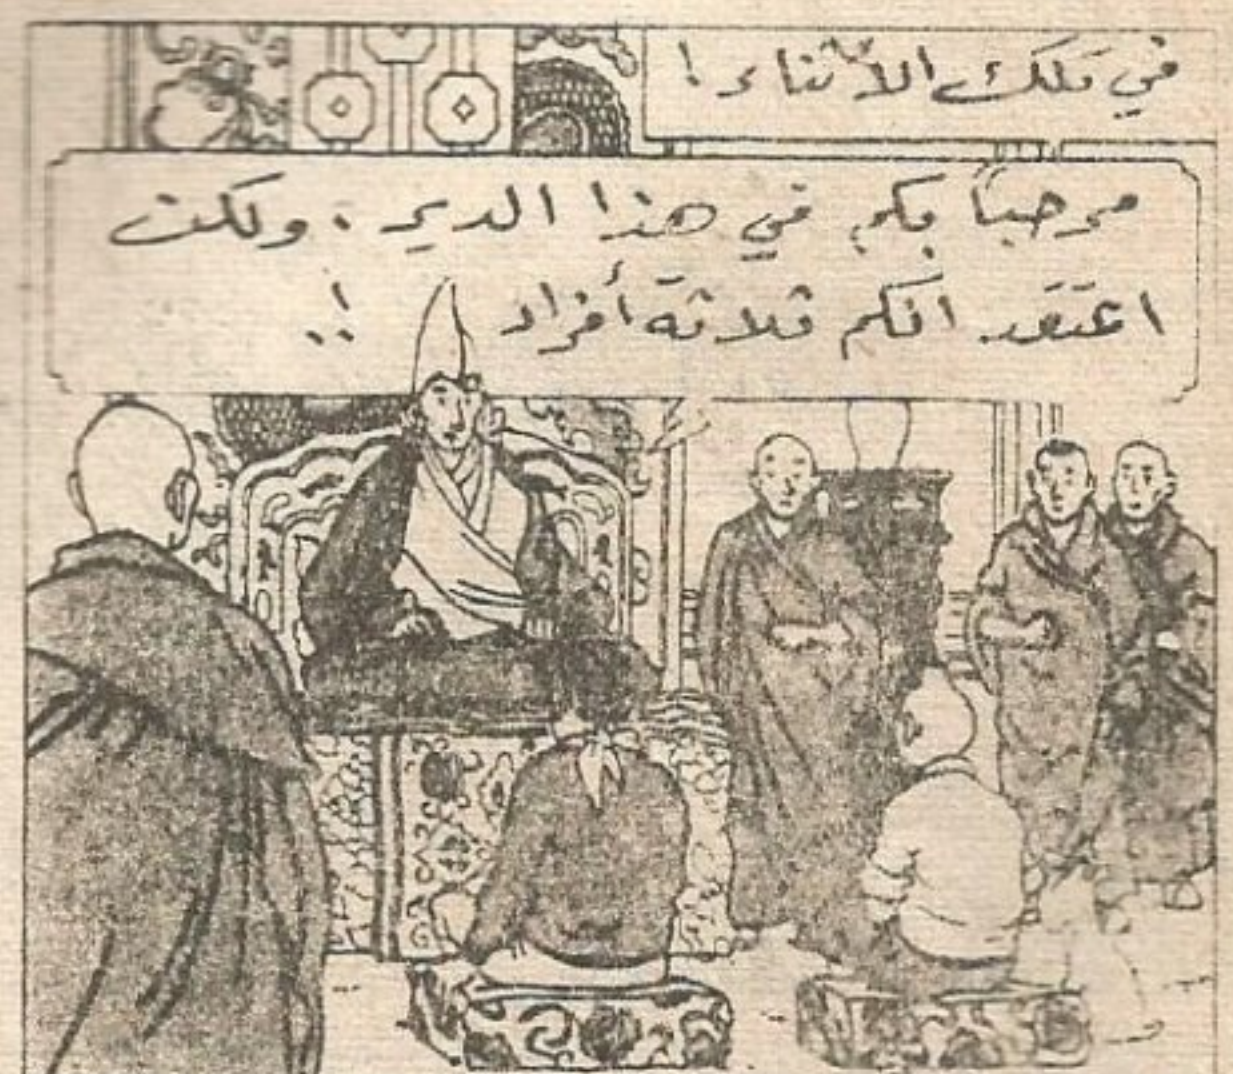 في تلك الأثناء !
مرحباً بكم في هذا الدير . ولكن
اعتقد انكم ثلاثة أفراد !..